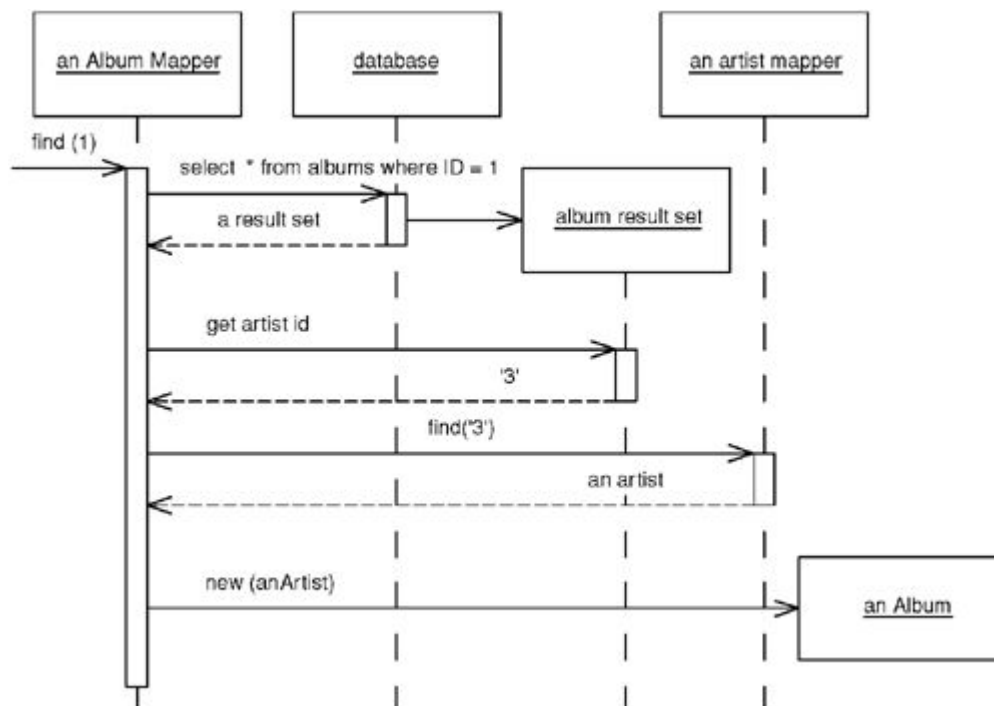 an Album Mapper
database
an artist mapper
find (1)
select * from albums where ID = 1
a result set
album result set
get artist id
'3'
find('3')
an artist
new (anArtist)
an Album